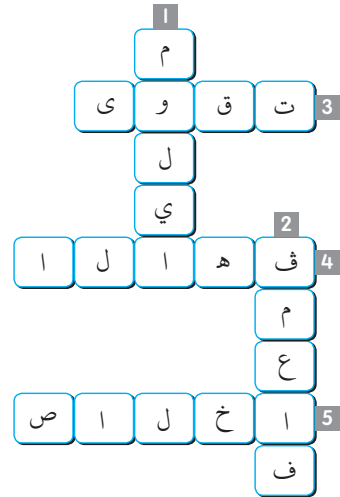 1
م
3 ت ق و ى
ل
ي
2
4 ڤ ه ا ل ا
م
ع
5 ا خ ل ا ص
ف